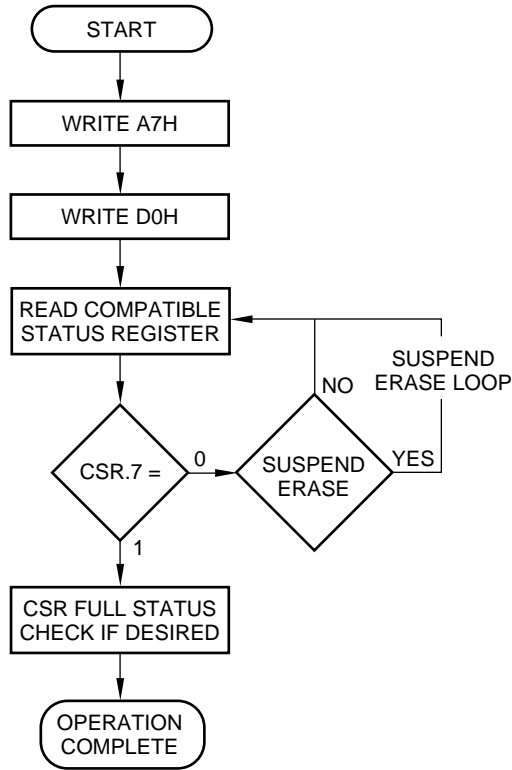 START
WRITE A7H
WRITE D0H
READ COMPATIBLE
STATUS REGISTER
SUSPEND
ERASE LOOP
NO
CSR.7 =
0
SUSPEND
ERASE
YES
1
CSR FULL STATUS
CHECK IF DESIRED
OPERATION
COMPLETE